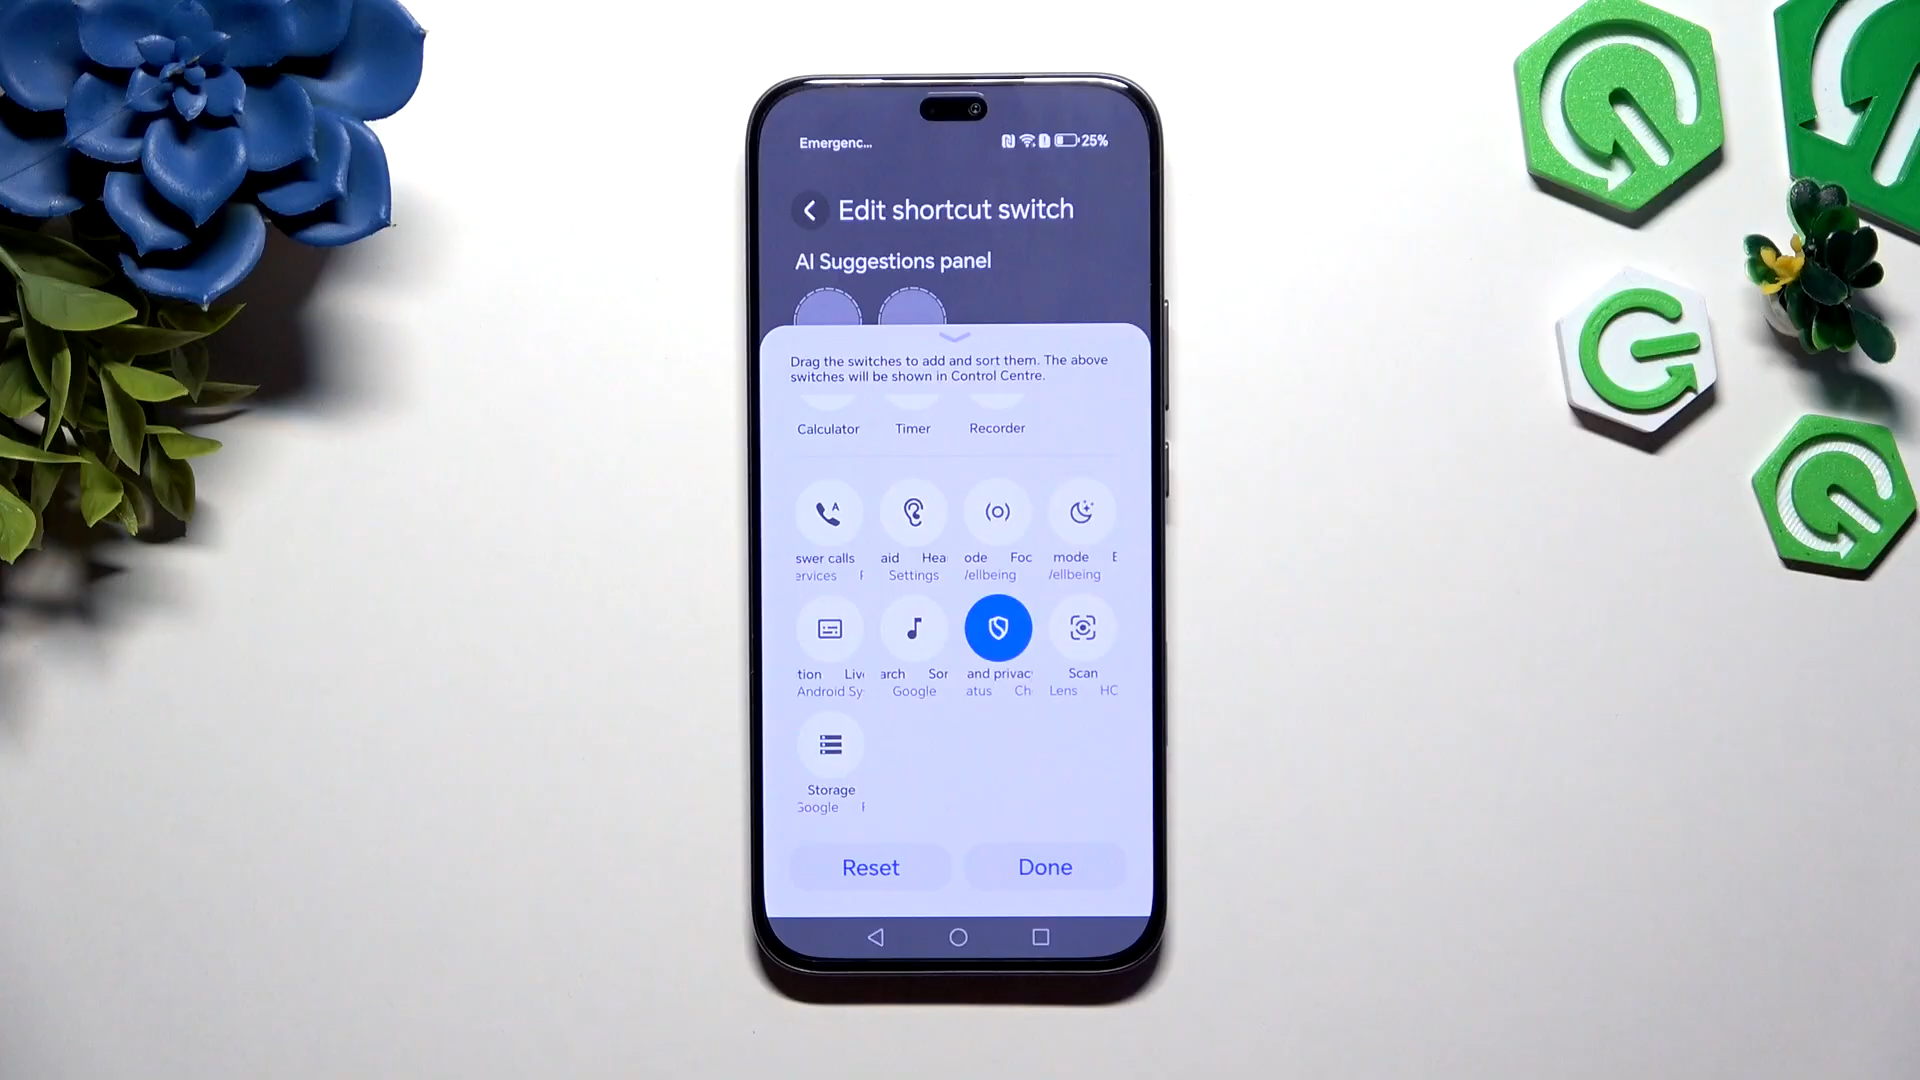 Emergenc... 25%
Edit shortcut switch
AI Suggestions panel
Drag the switches to add and sort them. The above
switches will be shown in Control Centre.
Calculator Timer Recorder
swer calls aid Hea ode Foc mode E
ervices F Settings /ellbeing /ellbeing
tion Liv arch Sor and privac Scan
Android Sy Google atus Ch Lens HO
Storage
Google F
Reset Done